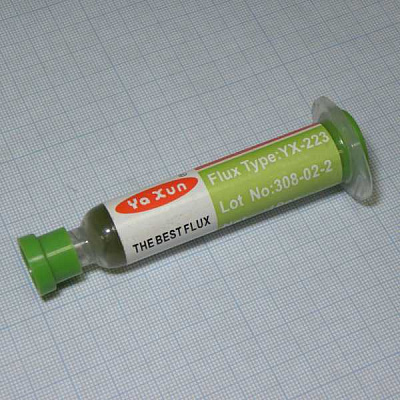 Ya Xun
THE BEST FLUX
Flux Type:YX-223
Lot No:308-02-2